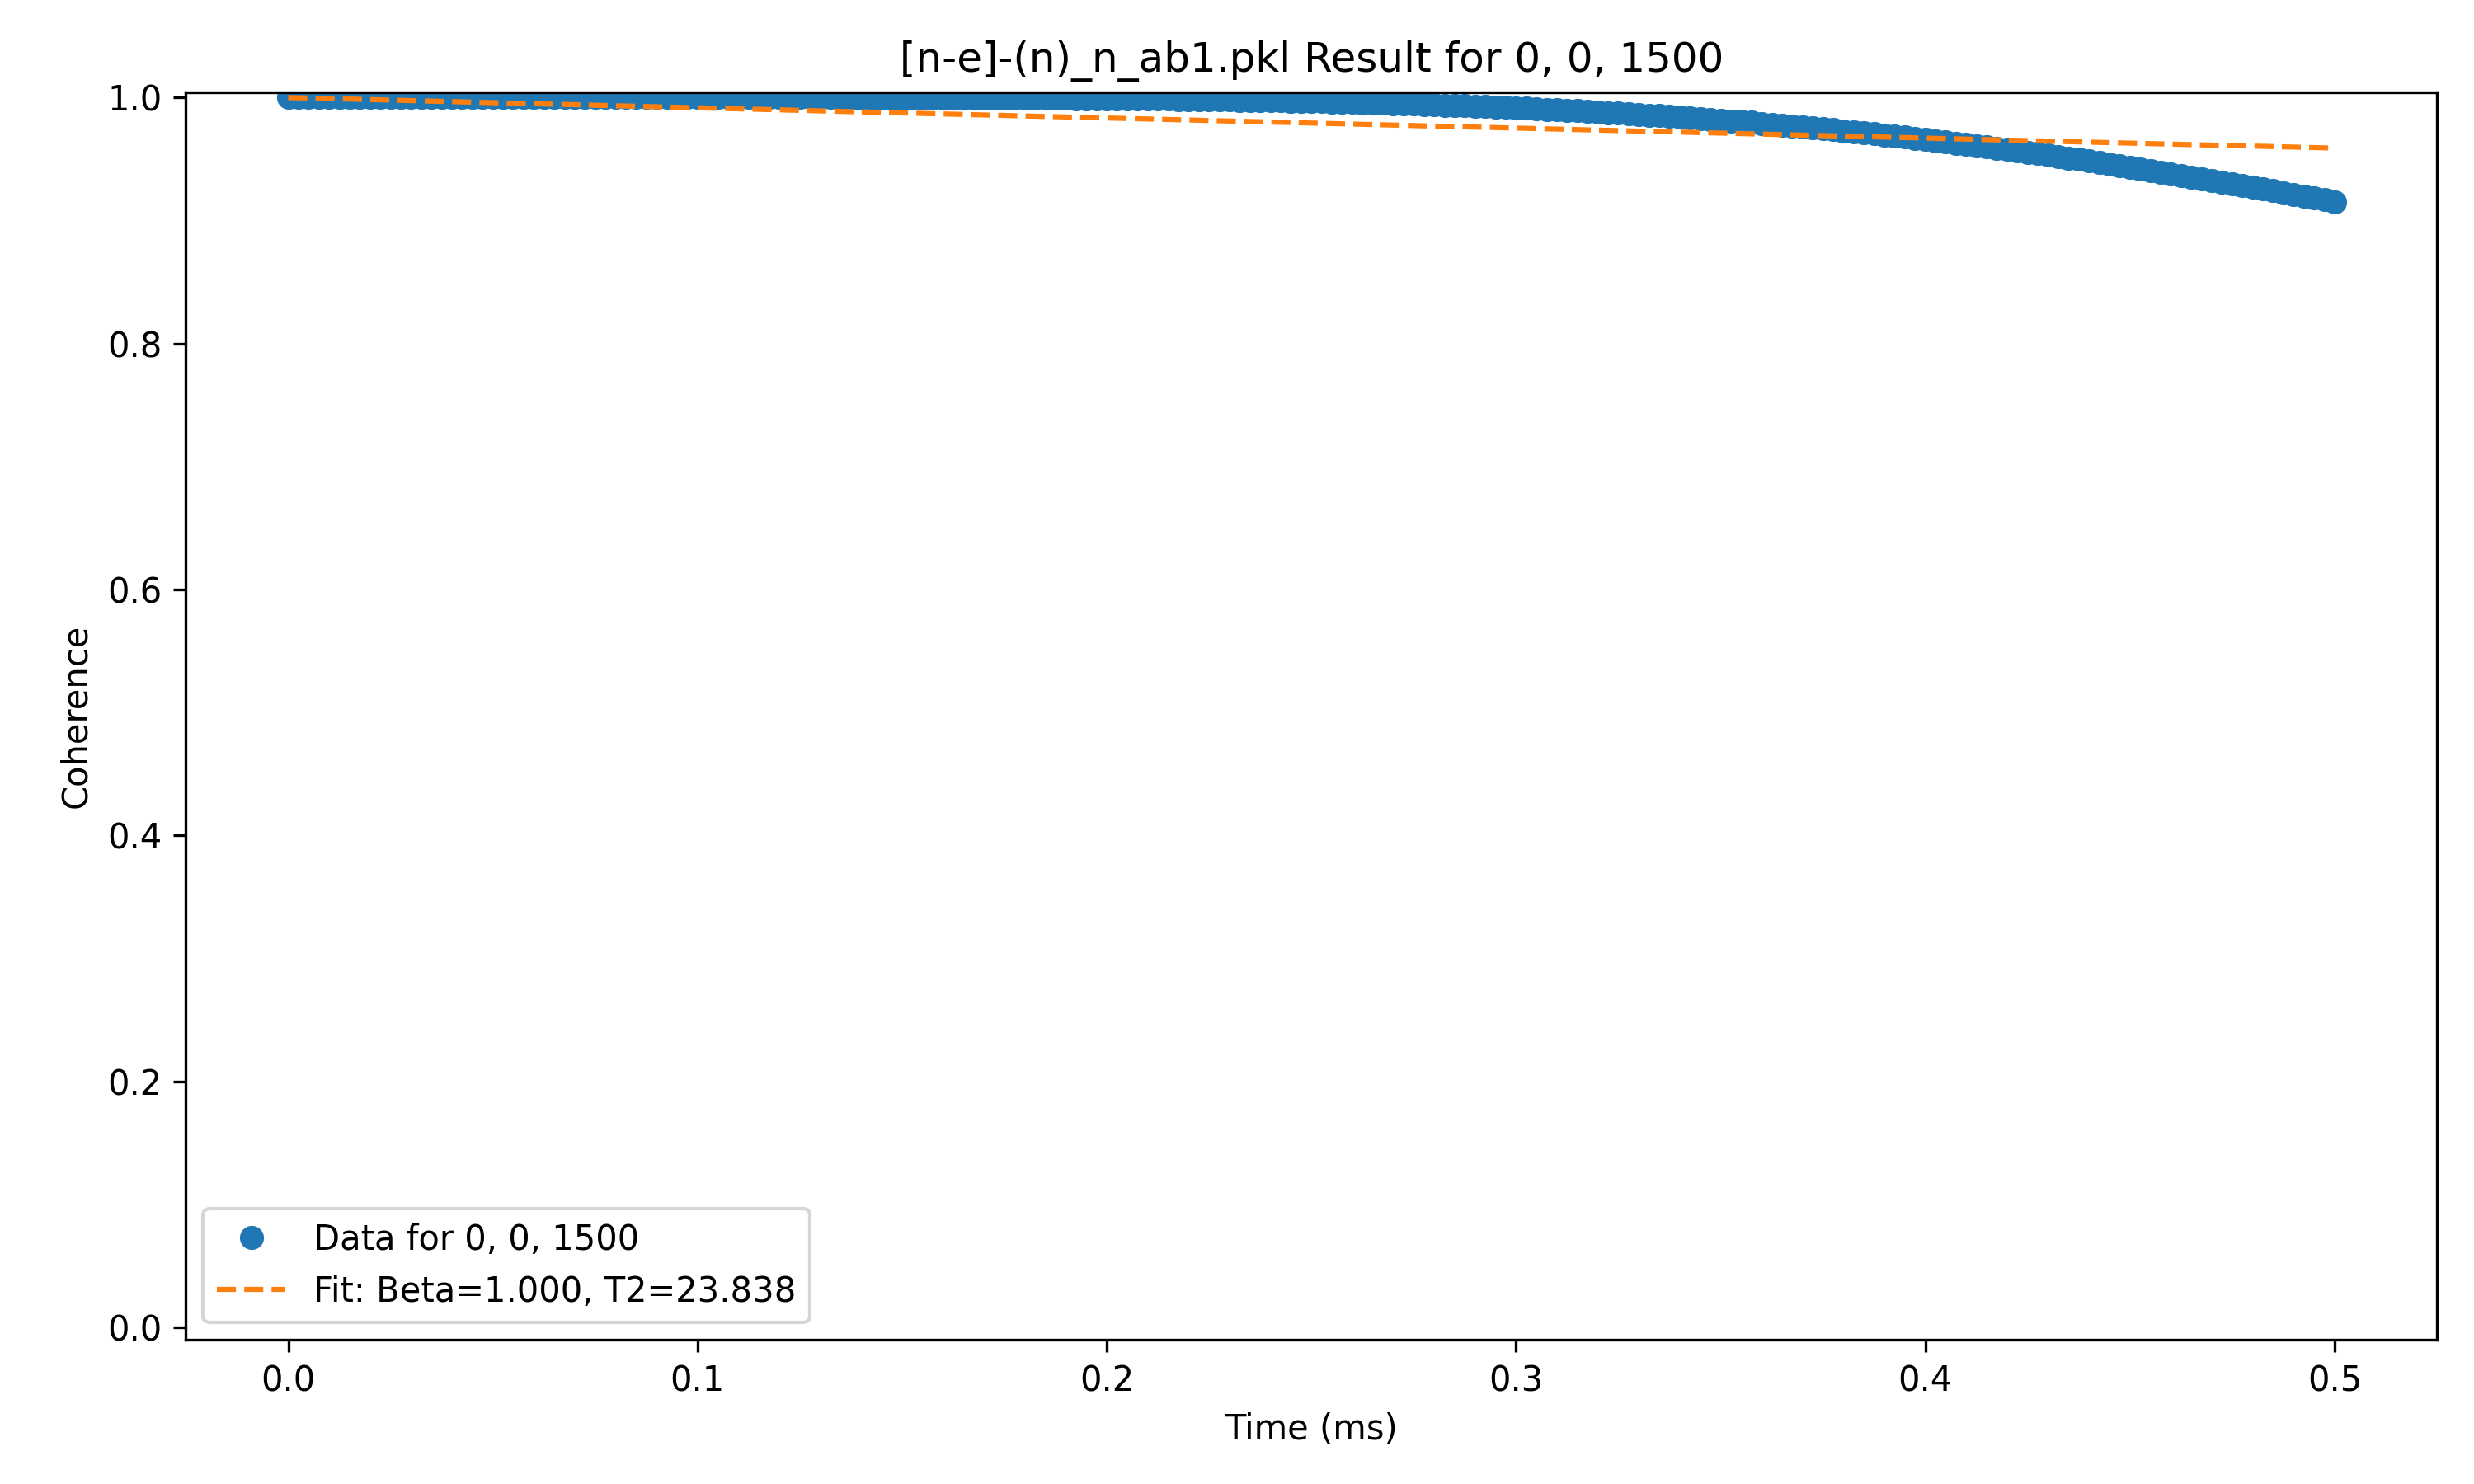 [n-e]-(n)_n_ab1.pkl Result for 0, 0, 1500
1.0
0.8
0.6
0.4
0.2
0.0
Coherence
Data for 0, 0, 1500
Fit: Beta=1.000, T2=23.838
0.0 0.1 0.2 0.3 0.4 0.5
Time (ms)